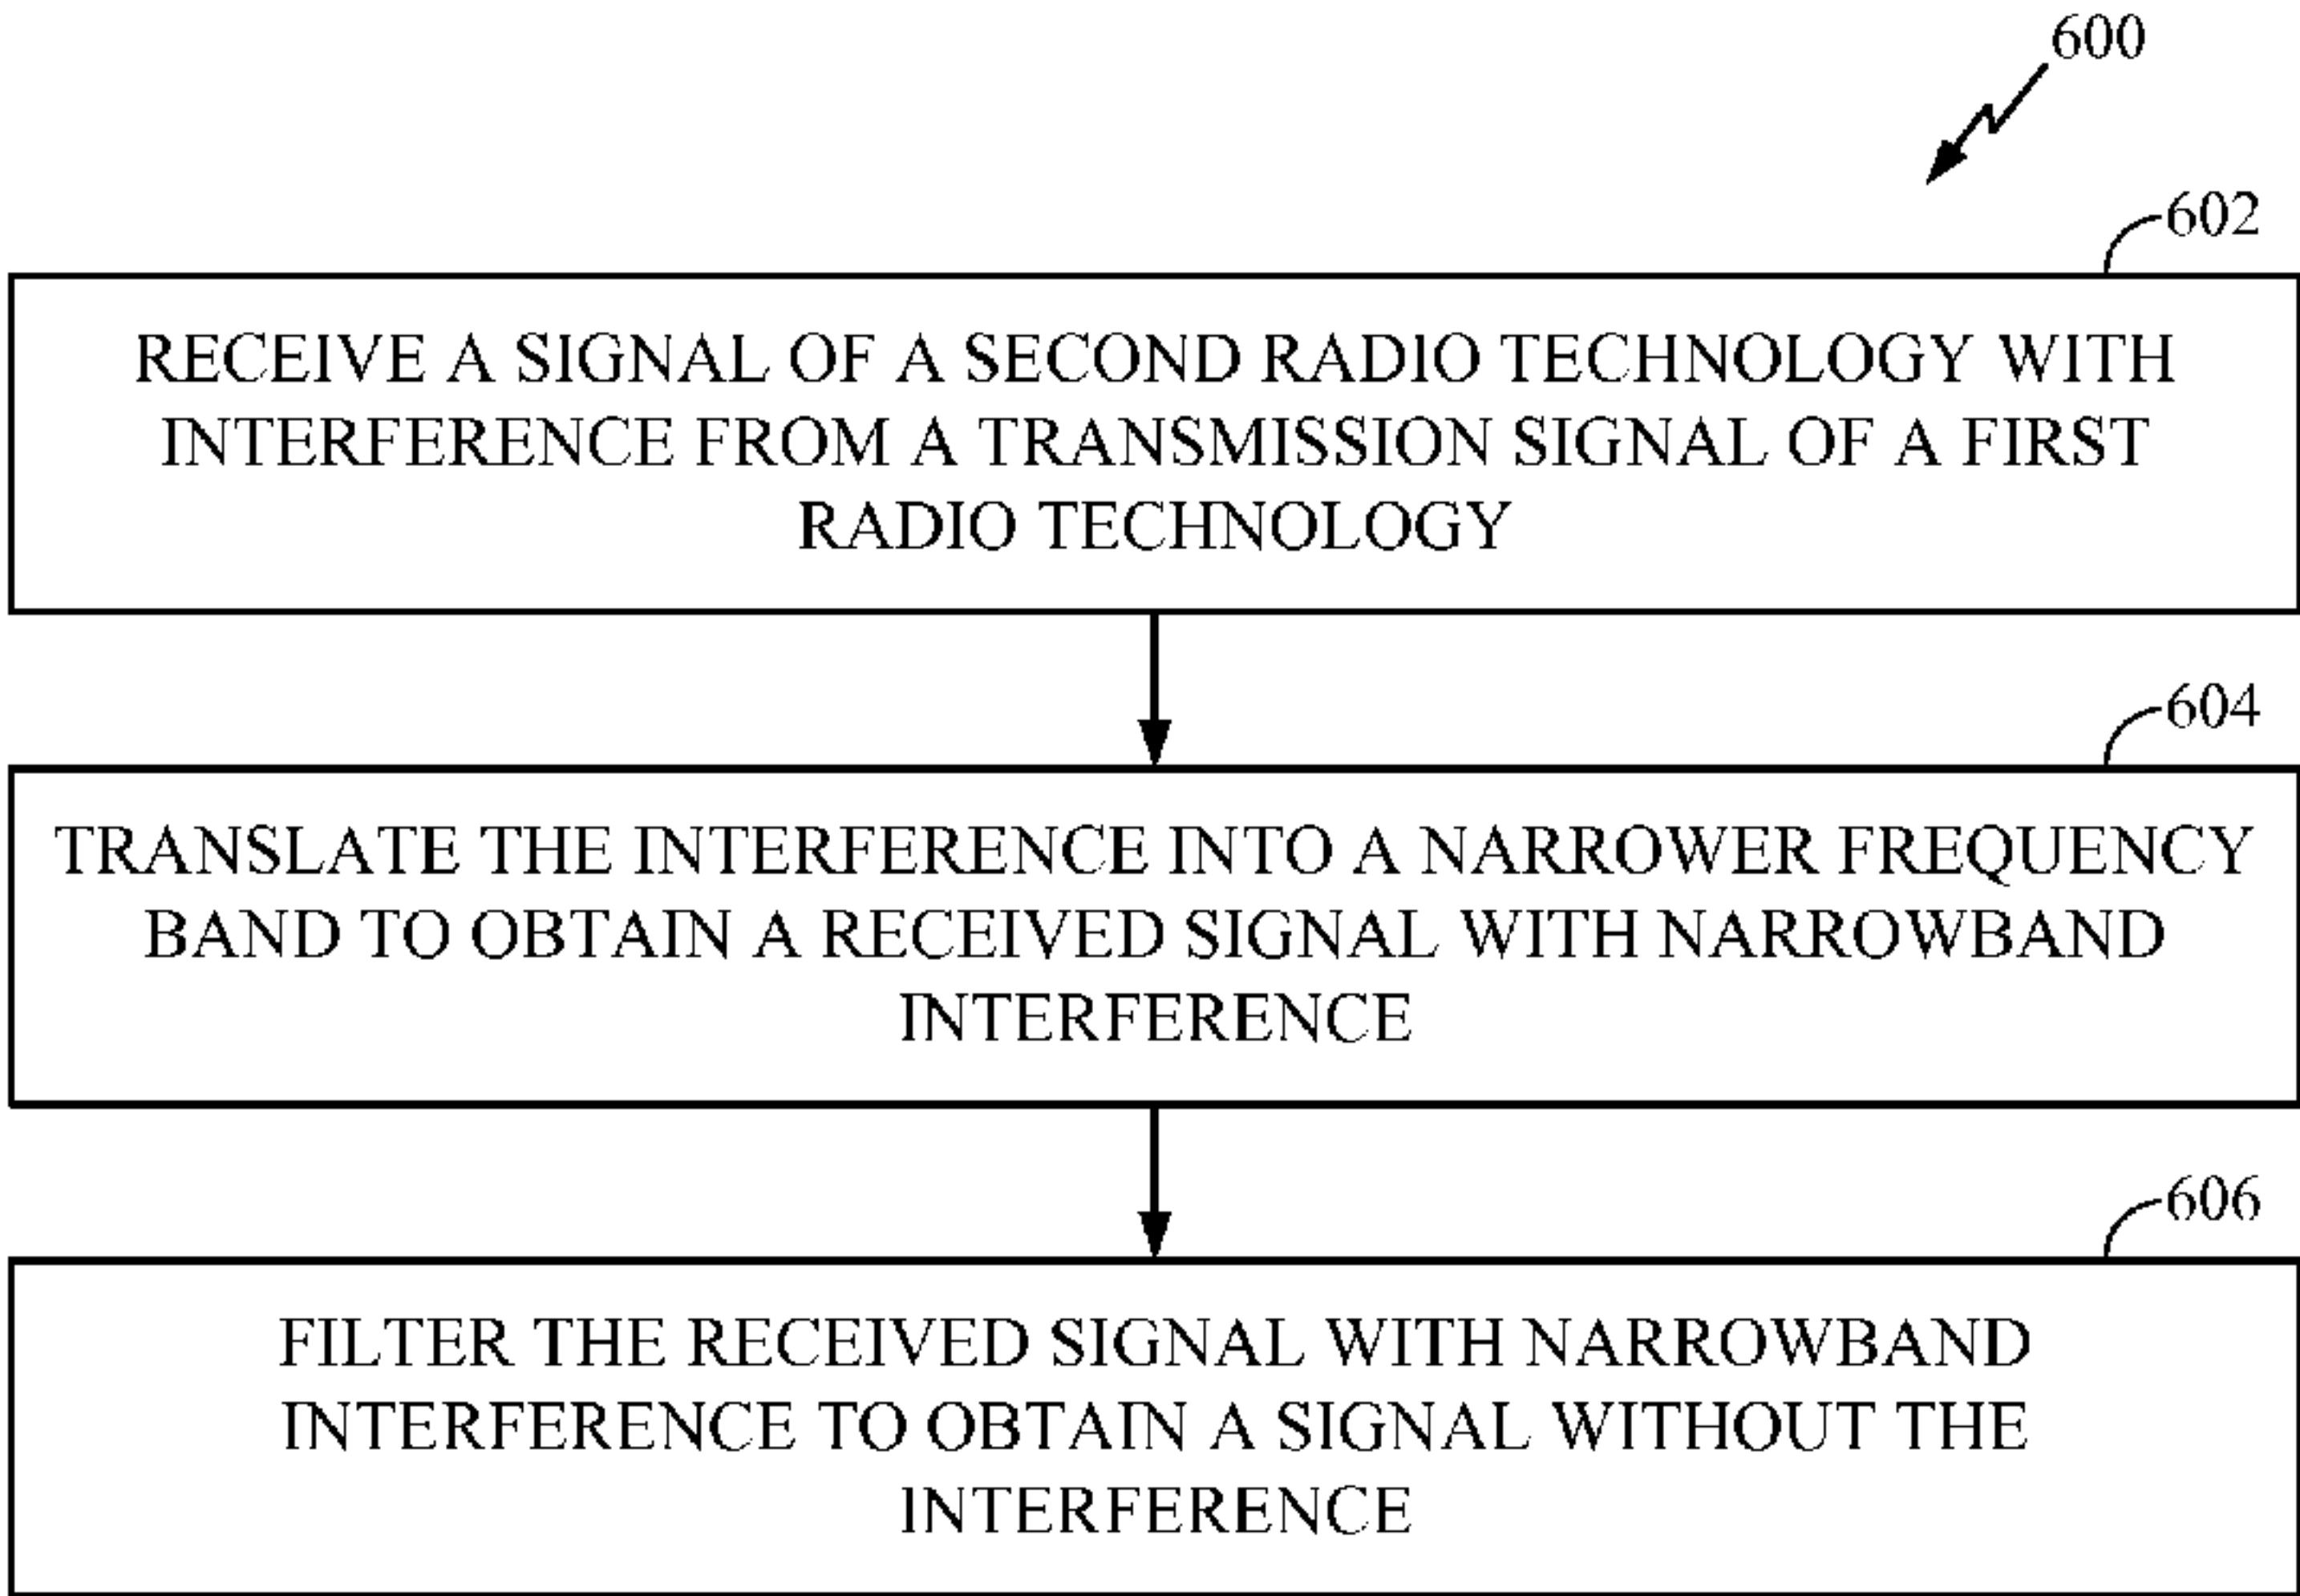 600
602
RECEIVE A SIGNAL OF A SECOND RADIO TECHNOLOGY WITH
INTERFERENCE FROM A TRANSMISSION SIGNAL OF A FIRST
RADIO TECHNOLOGY
604
TRANSLATE THE INTERFERENCE INTO A NARROWER FREQUENCY
BAND TO OBTAIN A RECEIVED SIGNAL WITH NARROWBAND
INTERFERENCE
606
FILTER THE RECEIVED SIGNAL WITH NARROWBAND
INTERFERENCE TO OBTAIN A SIGNAL WITHOUT THE
INTERFERENCE